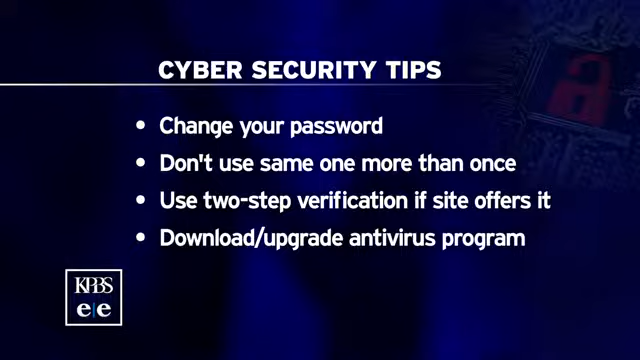 CYBER SECURITY TIPS
• Change your password
• Don't use same one more than once
• Use two-step verification if site offers it
• Download/upgrade antivirus program
KPBS
e|e